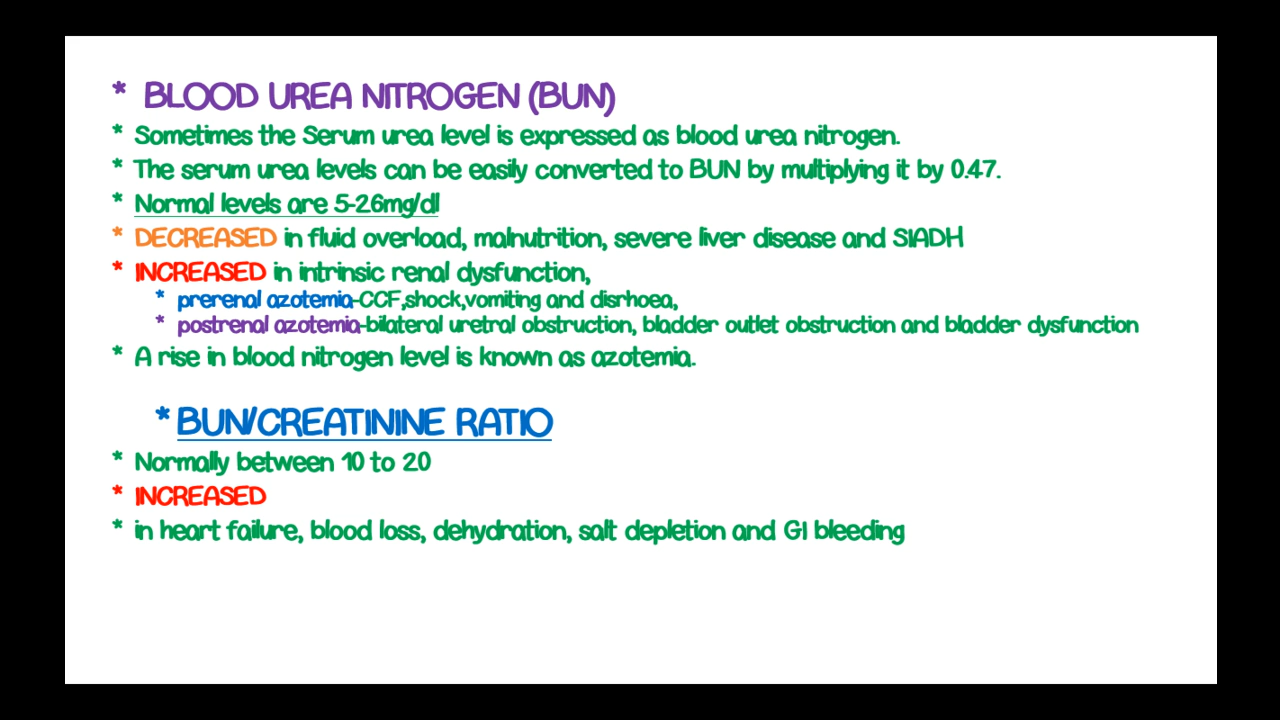 * BLOOD UREA NITROGEN (BUN)
* Sometimes the Serum urea level is expressed as blood urea nitrogen.
* The serum urea levels can be easily converted to BUN by multiplying it by 0.47.
* Normal levels are 5-26mg/dl
* DECREASED in fluid overload, malnutrition, severe liver disease and SIADH
* INCREASED in intrinsic renal dysfunction,
* prerenal azotemia-CCF,shock,vomiting and disrhoea,
* postrenal azotemia-bilateral uretral obstruction, bladder outlet obstruction and bladder dysfunction
* A rise in blood nitrogen level is known as azotemia.
* BUN/CREATININE RATIO
* Normally between 10 to 20
* INCREASED
* in heart failure, blood loss, dehydration, salt depletion and GI bleeding